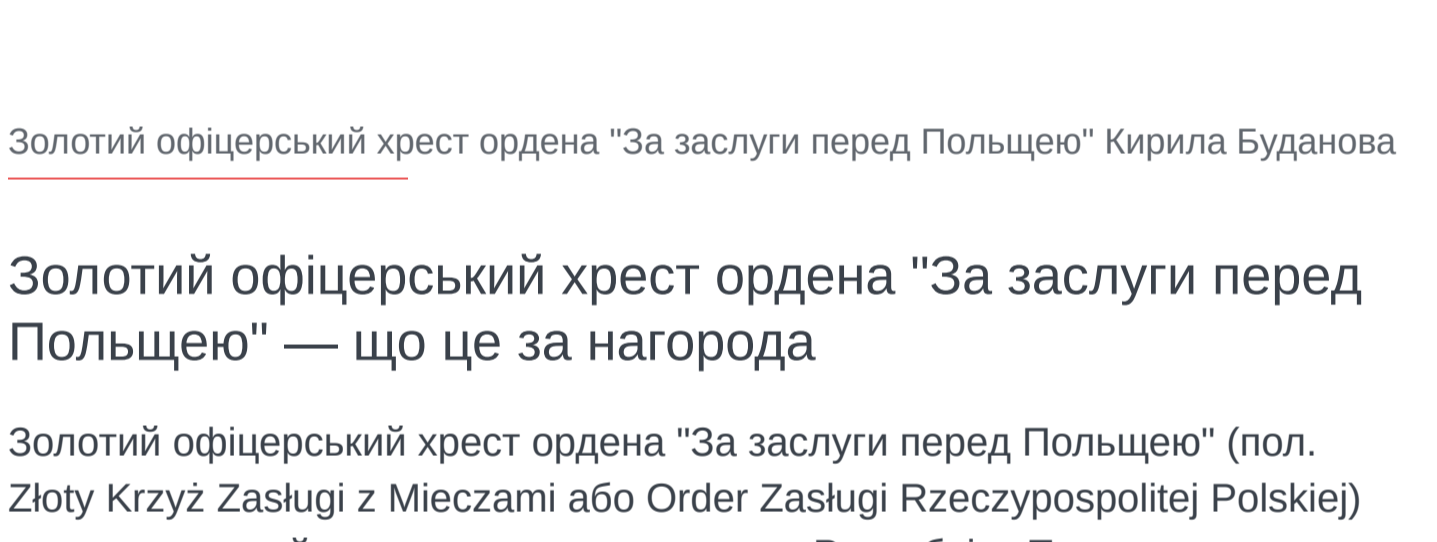 Золотий офіцерський хрест ордена "За заслуги перед Польщею" Кирила Буданова
Золотий офіцерський хрест ордена "За заслуги перед
Польщею" — що це за нагорода
Золотий офіцерський хрест ордена "За заслуги перед Польщею" (пол.
Złoty Krzyż Zasługi z Mieczami або Order Zasługi Rzeczypospolitej Polskiej)